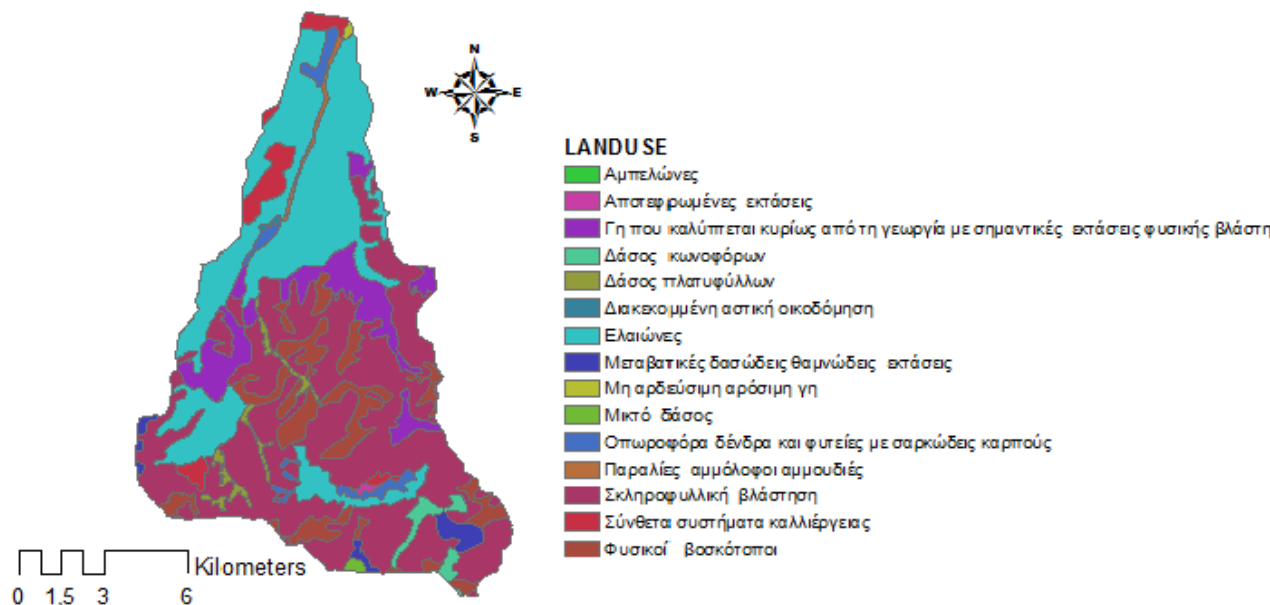 N
W E
S
LANDUSE
Αμπελώνες
Αποτεφρωμένες εκτάσεις
Γη που καλύπτεται κυρίως από τη γεωργία με σημαντικές εκτάσεις φυσικής βλάστη
Δάσος κωνοφόρων
Δάσος πλατυφύλλων
Διακεκομμένη αστική οικοδόμηση
Ελαιώνες
Μεταβατικές δασώδεις θαμνώδεις εκτάσεις
Μη αρδεύσιμη αρόσιμη γη
Μικτό δάσος
Οπωροφόρα δένδρα και φυτείες με σαρκώδεις καρπούς
Παραλίες αμμόλοφοι αμμουδιές
Σκληροφυλλική βλάστηση
Σύνθετα συστήματα καλλιέργειας
Φυσικοί βοσκότοποι
Kilometers
0 1.5 3 6